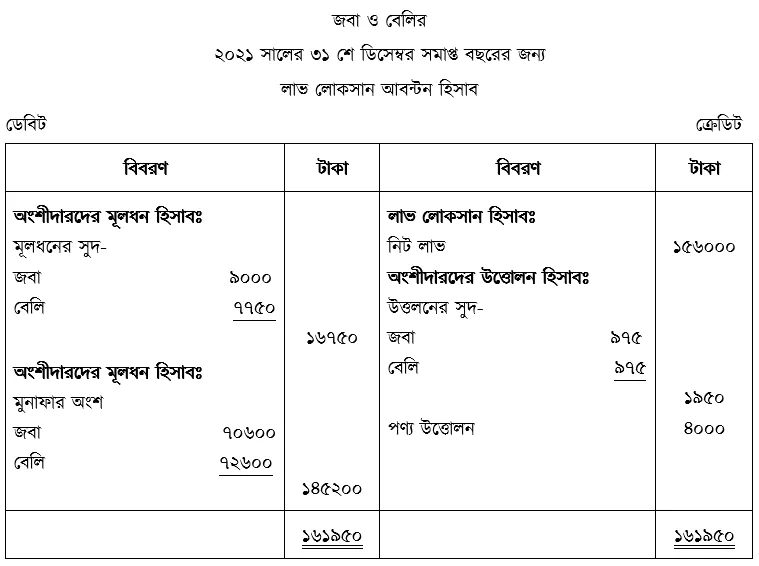 জবা ও বেলির
২০২১ সালের ৩১ শে ডিসেম্বর সমাপ্ত বছরের জন্য
লাভ লোকসান আবন্টন হিসাব
ডেবিট ক্রেডিট
বিবরণ টাকা বিবরণ টাকা
অংশীদারদের মূলধন হিসাবঃ লাভ লোকসান হিসাবঃ
মূলধনের সুদ- নিট লাভ ১৫৬০০০
জবা ৯০০০ অংশীদারদের উত্তোলন হিসাবঃ
বেলি ৭৭৫০ উত্তলনের সুদ-
১৬৭৫০ জবা ৯৭৫
অংশীদারদের মূলধন হিসাবঃ বেলি ৯৭৫
মুনাফার অংশ ১৯৫০
জবা ৭০৬০০ পণ্য উত্তোলন ৪০০০
বেলি ৭২৬০০
১৪৫২০০
১৬১৯৫০ ১৬১৯৫০